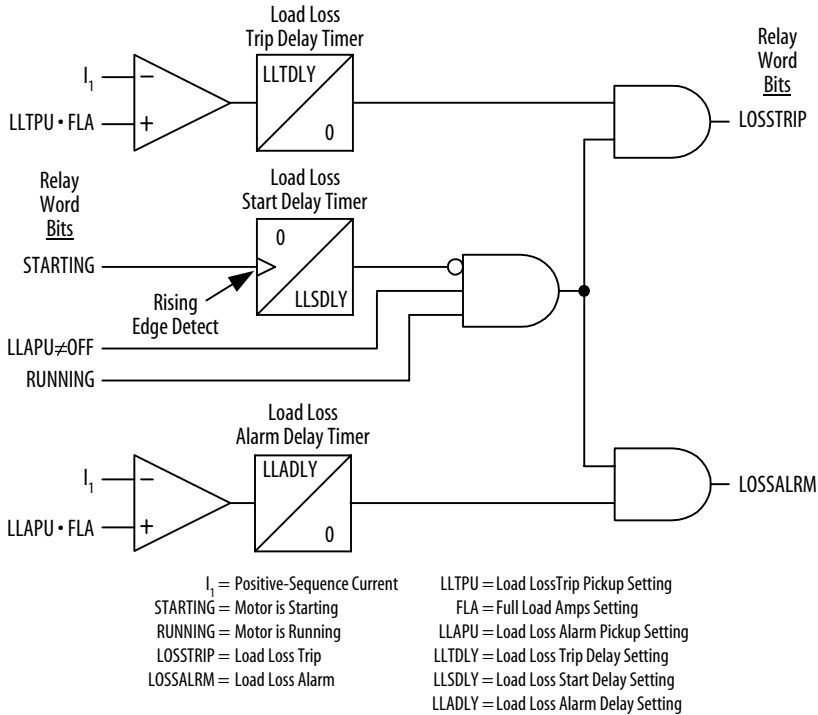 Load Loss
Trip Delay Timer
Relay
Word
Bits
I1
−
LLTPU • FLA
+
LLTDLY
0
LOSSTRIP
Relay
Word
Bits
Load Loss
Start Delay Timer
0
LLSDLY
STARTING
Rising
Edge Detect
LLAPU≠OFF
RUNNING
Load Loss
Alarm Delay Timer
I1
−
LLAPU • FLA
+
LLADLY
0
LOSSALRM
I1 = Positive-Sequence Current
STARTING = Motor is Starting
RUNNING = Motor is Running
LOSSTRIP = Load Loss Trip
LOSSALRM = Load Loss Alarm
LLTPU = Load LossTrip Pickup Setting
FLA = Full Load Amps Setting
LLAPU = Load Loss Alarm Pickup Setting
LLTDLY = Load Loss Trip Delay Setting
LLSDLY = Load Loss Start Delay Setting
LLADLY = Load Loss Alarm Delay Setting